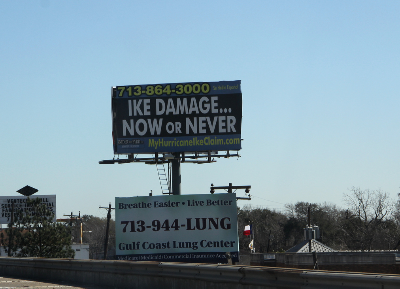 713-864-3000
IKE DAMAGE...
NOW OR NEVER
MyHurricaneIkeClaim.com
Breathe Easier • Live Better
713-944-LUNG
Gulf Coast Lung Center